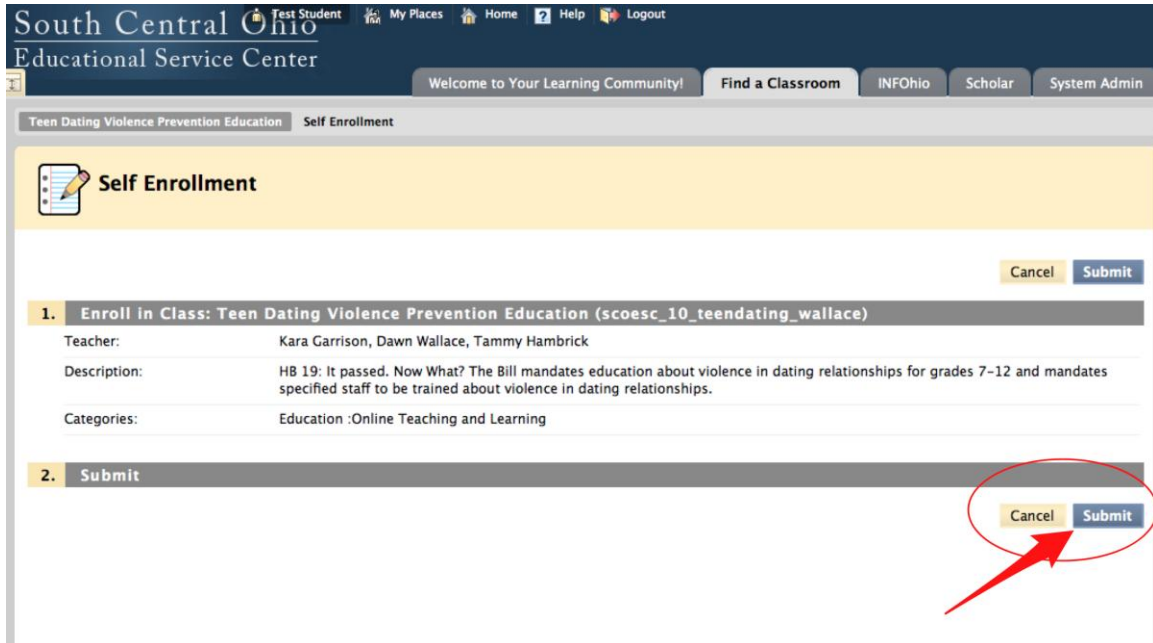 South Central Ohio
Educational Service Center
Test Student My Places Home ? Help Logout
Welcome to Your Learning Community! Find a Classroom INFOhio Scholar System Admin
Teen Dating Violence Prevention Education Self Enrollment
Self Enrollment
Cancel Submit
1. Enroll in Class: Teen Dating Violence Prevention Education (scoesc_10_teendating_wallace)
Teacher: Kara Garrison, Dawn Wallace, Tammy Hambrick
Description: HB 19: It passed. Now What? The Bill mandates education about violence in dating relationships for grades 7-12 and mandates
specified staff to be trained about violence in dating relationships.
Categories: Education :Online Teaching and Learning
2. Submit
Cancel Submit